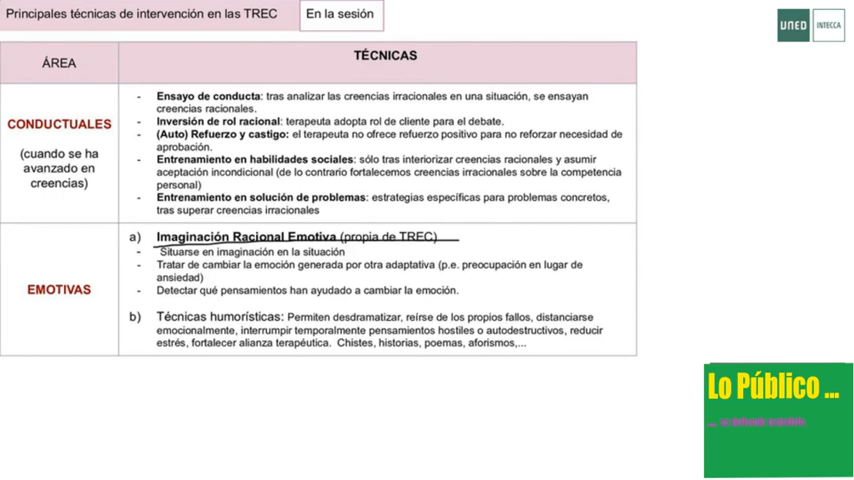 Principales técnicas de intervención en las TREC
En la sesión
UNED
INTECCA
ÁREA
TÉCNICAS
CONDUCTUALES
(cuando se ha
avanzado en
creencias)
- Ensayo de conducta: tras analizar las creencias irracionales en una situación, se ensayan
creencias racionales.
- Inversión de rol racional: terapeuta adopta rol de cliente para el debate.
- (Auto) Refuerzo y castigo: el terapeuta no ofrece refuerzo positivo para no reforzar necesidad de
aprobación.
- Entrenamiento en habilidades sociales: sólo tras interiorizar creencias racionales y asumir
aceptación incondicional (de lo contrario fortalecemos creencias irracionales sobre la competencia
personal)
- Entrenamiento en solución de problemas: estrategias específicas para problemas concretos,
tras superar creencias irracionales
EMOTIVAS
a) Imaginación Racional Emotiva (propia de TREC)
- Situarse en imaginación en la situación
- Tratar de cambiar la emoción generada por otra adaptativa (p.e. preocupación en lugar de
ansiedad)
- Detectar qué pensamientos han ayudado a cambiar la emoción.
b) Técnicas humorísticas: Permiten desdramatizar, reírse de los propios fallos, distanciarse
emocionalmente, interrumpir temporalmente pensamientos hostiles o autodestructivos, reducir
estrés, fortalecer alianza terapéutica. Chistes, historias, poemas, aforismos,...
Lo Público ...